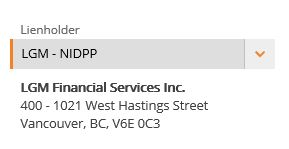 Lienholder
LGM - NIDPP
LGM Financial Services Inc.
400 - 1021 West Hastings Street
Vancouver, BC, V6E 0C3